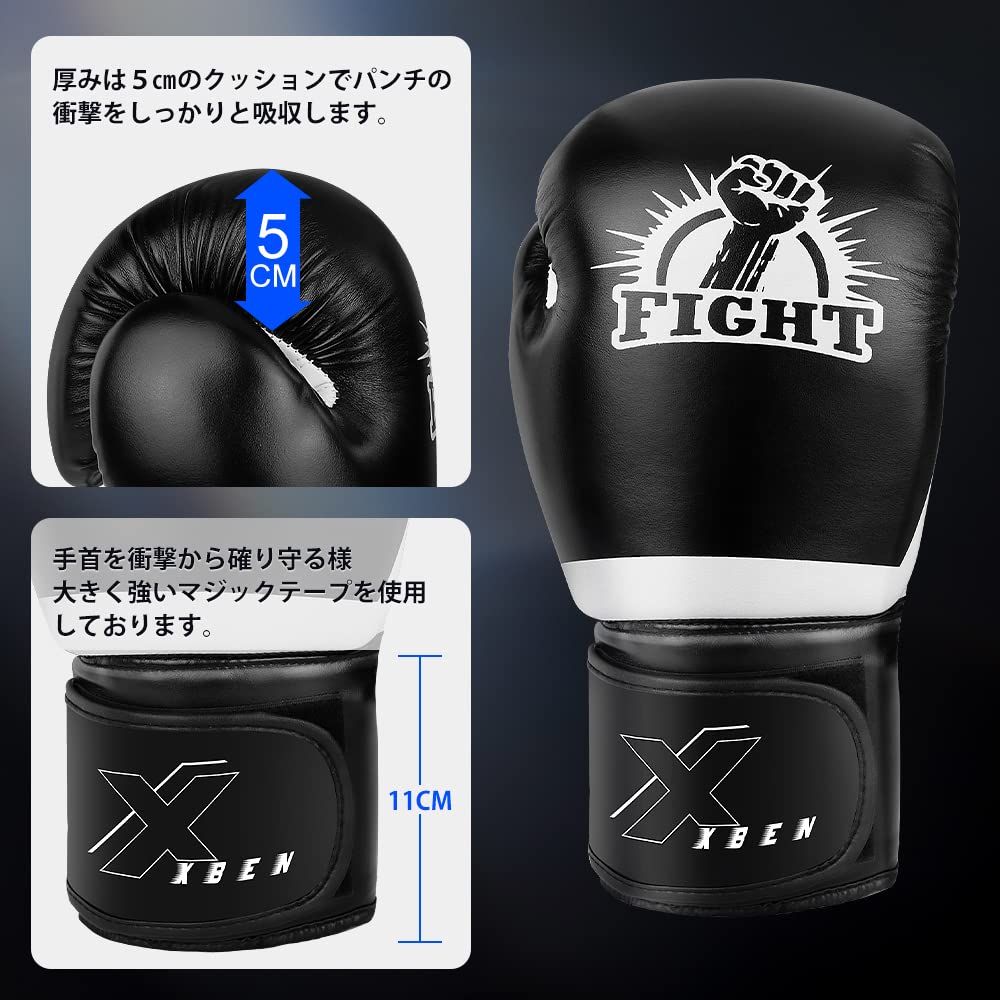 厚みは５㎝のクッションでパンチの
衝撃をしっかりと吸収します。
5
CM
FIGHT
手首を衝撃から確り守る様
大きく強いマジックテープを使用
しております。
11CM
X
XBEN
X
XBEN